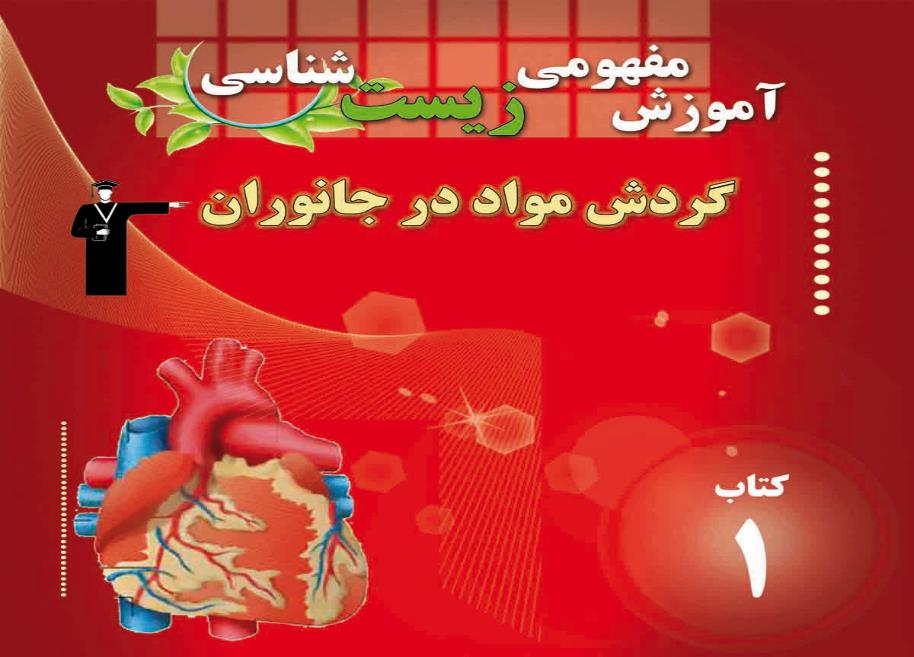 آموزش مفهومی زیست شناسی
گردش مواد در جانوران
کتاب
۱